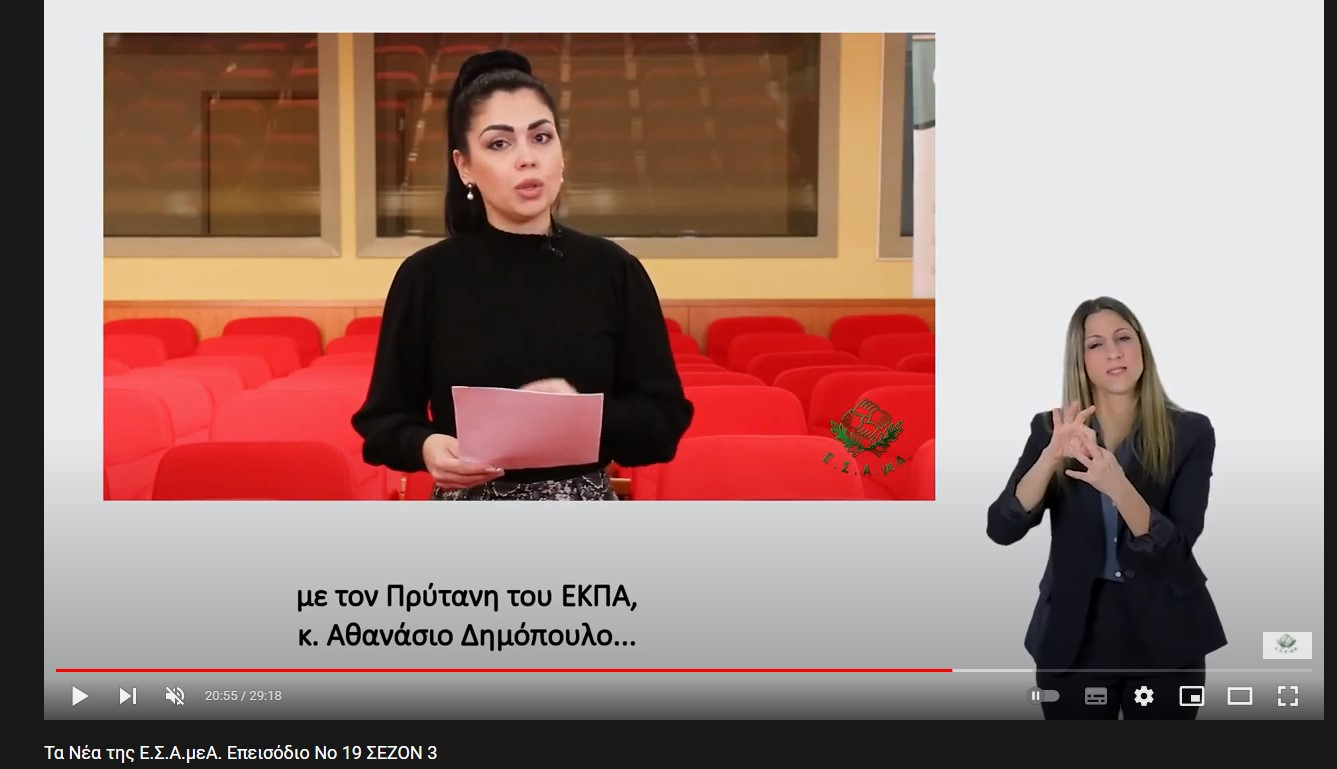 Ε.Σ.Α.μεΑ.
με τον Πρύτανη του ΕΚΠΑ,
κ. Αθανάσιο Δημόπουλο...
20:55 / 29:18
Τα Νέα της Ε.Σ.Α.μεΑ. Επεισόδιο Νο 19 ΣΕΖΟΝ 3